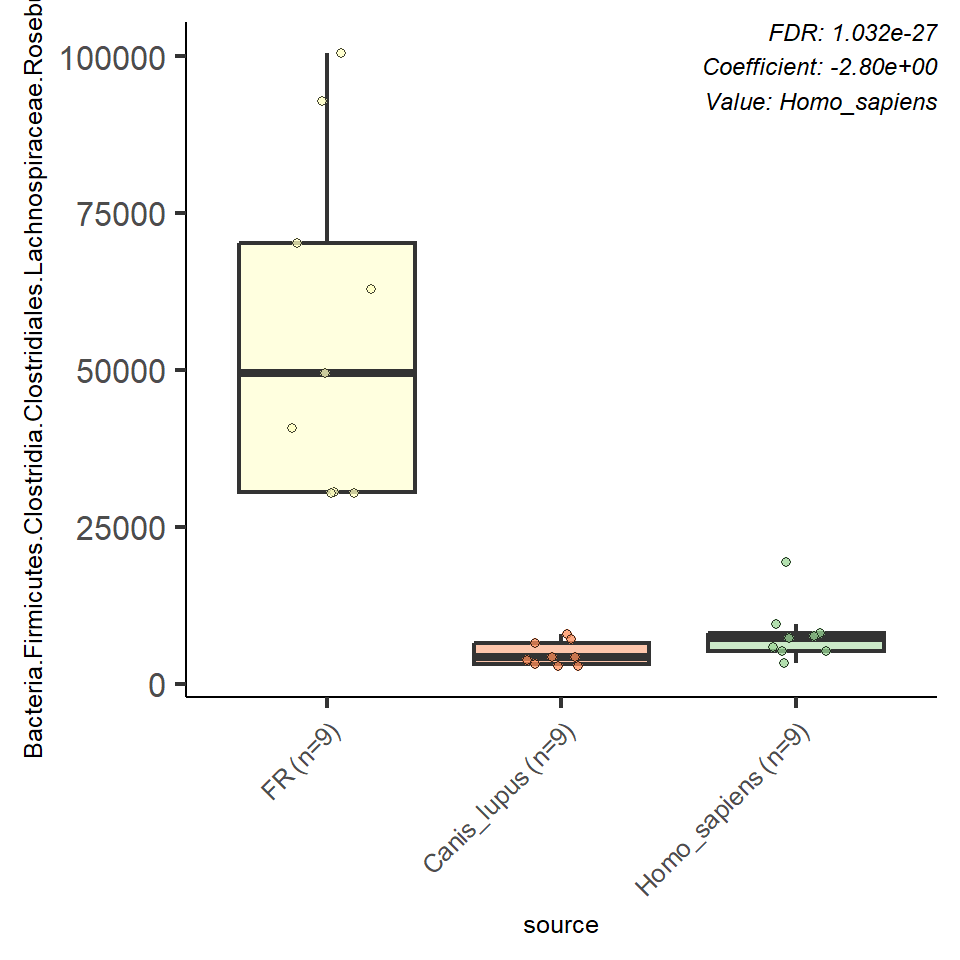 FDR: 1.032e-27
Coefficient: -2.80e+00
Value: Homo_sapiens
Bacteria.Firmicutes.Clostridia.Clostridiales.Lachnospiraceae.Rosebu
100000
75000
50000
25000
0
FR (n=9)
Canis_lupus (n=9)
Homo_sapiens (n=9)
source